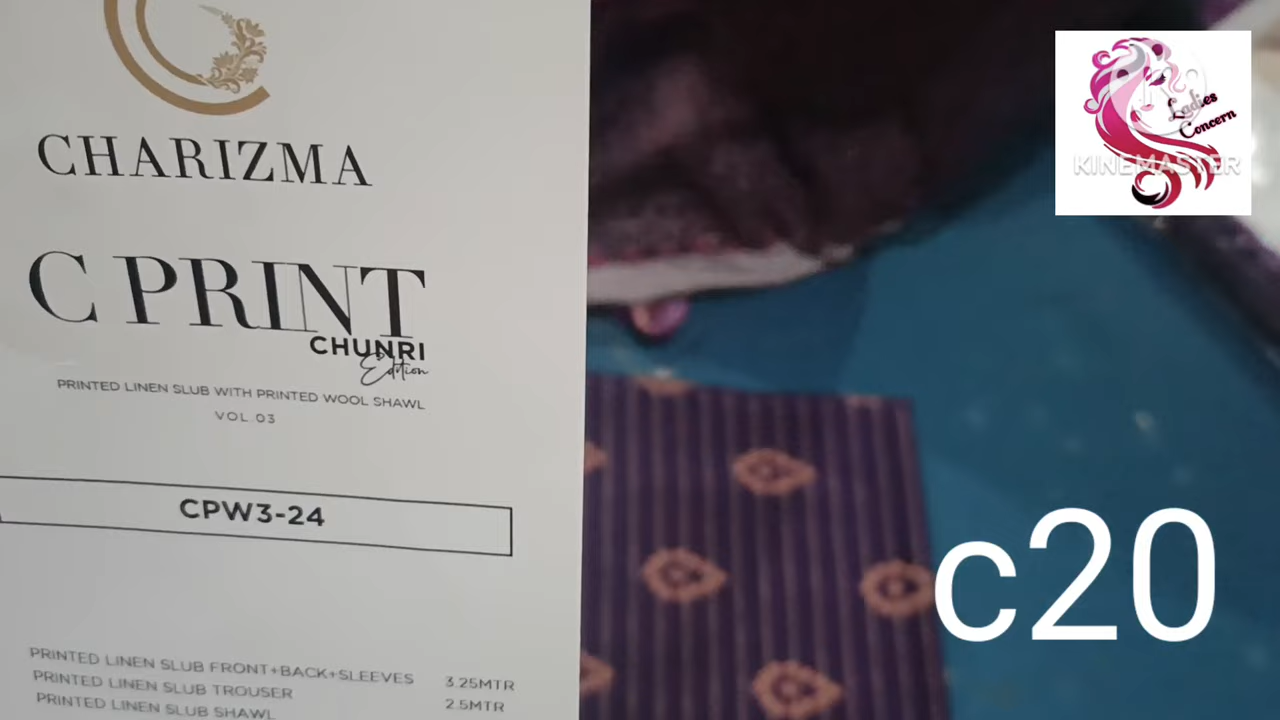 CHARIZMA
C PRINT
CHUNRI
Edition
PRINTED LINEN SLUB WITH PRINTED WOOL SHAWL
VOL 03
CPW3-24
PRINTED LINEN SLUB FRONT+BACK+SLEEVES 3.25MTR
PRINTED LINEN SLUB TROUSER 2.5MTR
PRINTED LINEN SLUB SHAWL
Ladies
Concern
KINEMASTER
c20